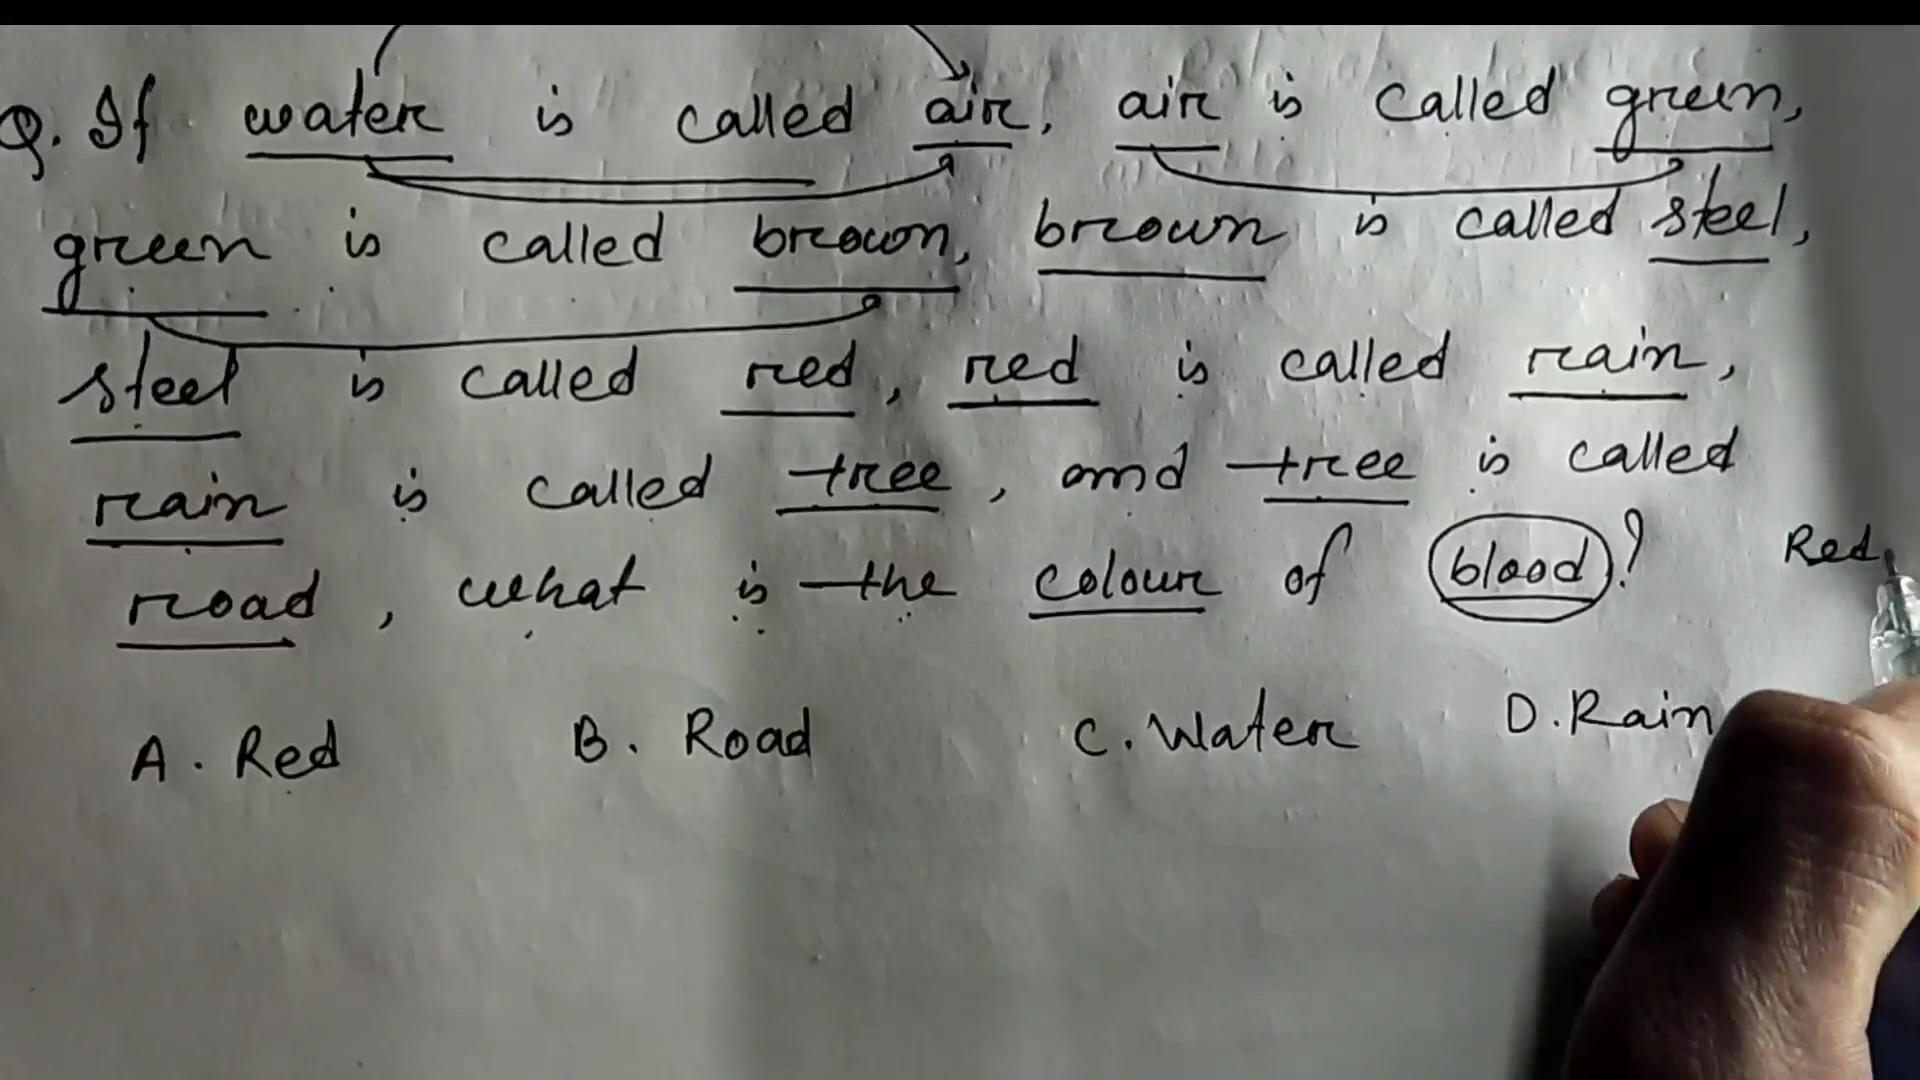 Q. If water is called air, air is called green,
green is called brown, brown is called steel,
steel is called red, red is called rain,
rain is called tree, and tree is called
road, what is the colour of blood? Red
A. Red B. Road C. Water D. Rain